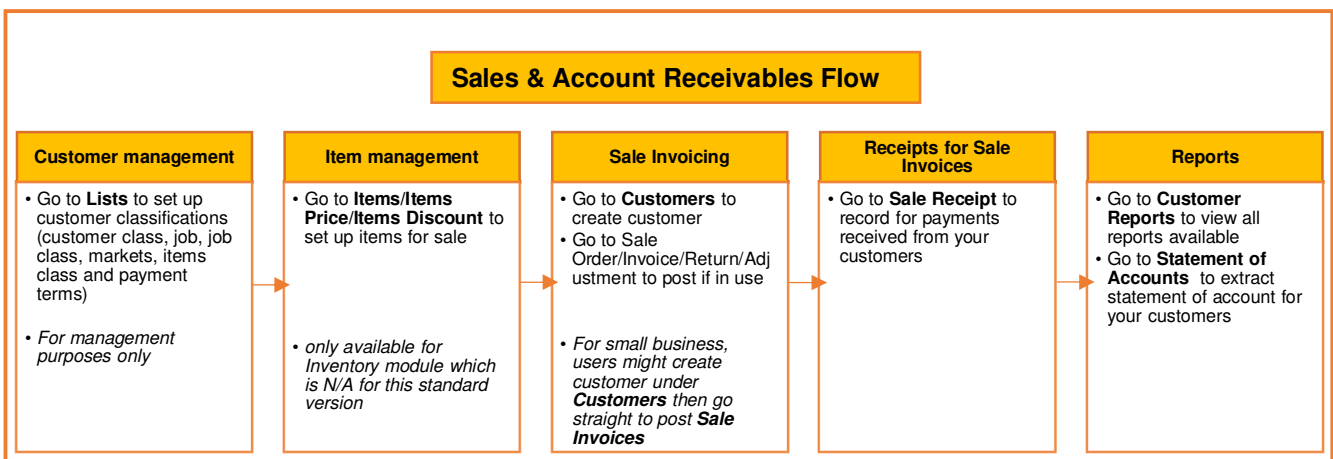 Sales & Account Receivables Flow
Customer management
• Go to Lists to set up
customer classifications
(customer class, job, job
class, markets, items
class and payment
terms)
• For management
purposes only
Item management
• Go to Items/Items
Price/Items Discount to
set up items for sale
• only available for
Inventory module which
is N/A for this standard
version
Sale Invoicing
• Go to Customers to
create customer
• Go to Sale
Order/Invoice/Return/Adj
ustment to post if in use
• For small business,
users might create
customer under
Customers then go
straight to post Sale
Invoices
Receipts for Sale
Invoices
• Go to Sale Receipt to
record for payments
received from your
customers
Reports
• Go to Customer
Reports to view all
reports available
• Go to Statement of
Accounts to extract
statement of account for
your customers